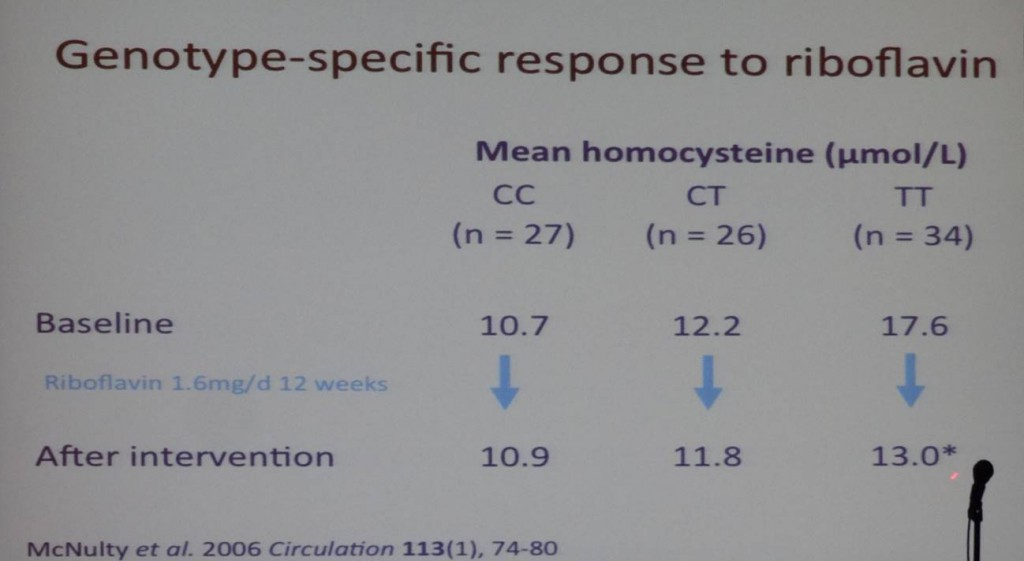 Genotype-specific response to riboflavin
Mean homocysteine (µmol/L)
CC CT TT
(n = 27) (n = 26) (n = 34)
Baseline 10.7 12.2 17.6
Riboflavin 1.6mg/d 12 weeks
After intervention 10.9 11.8 13.0*
McNulty et al. 2006 Circulation 113(1), 74-80